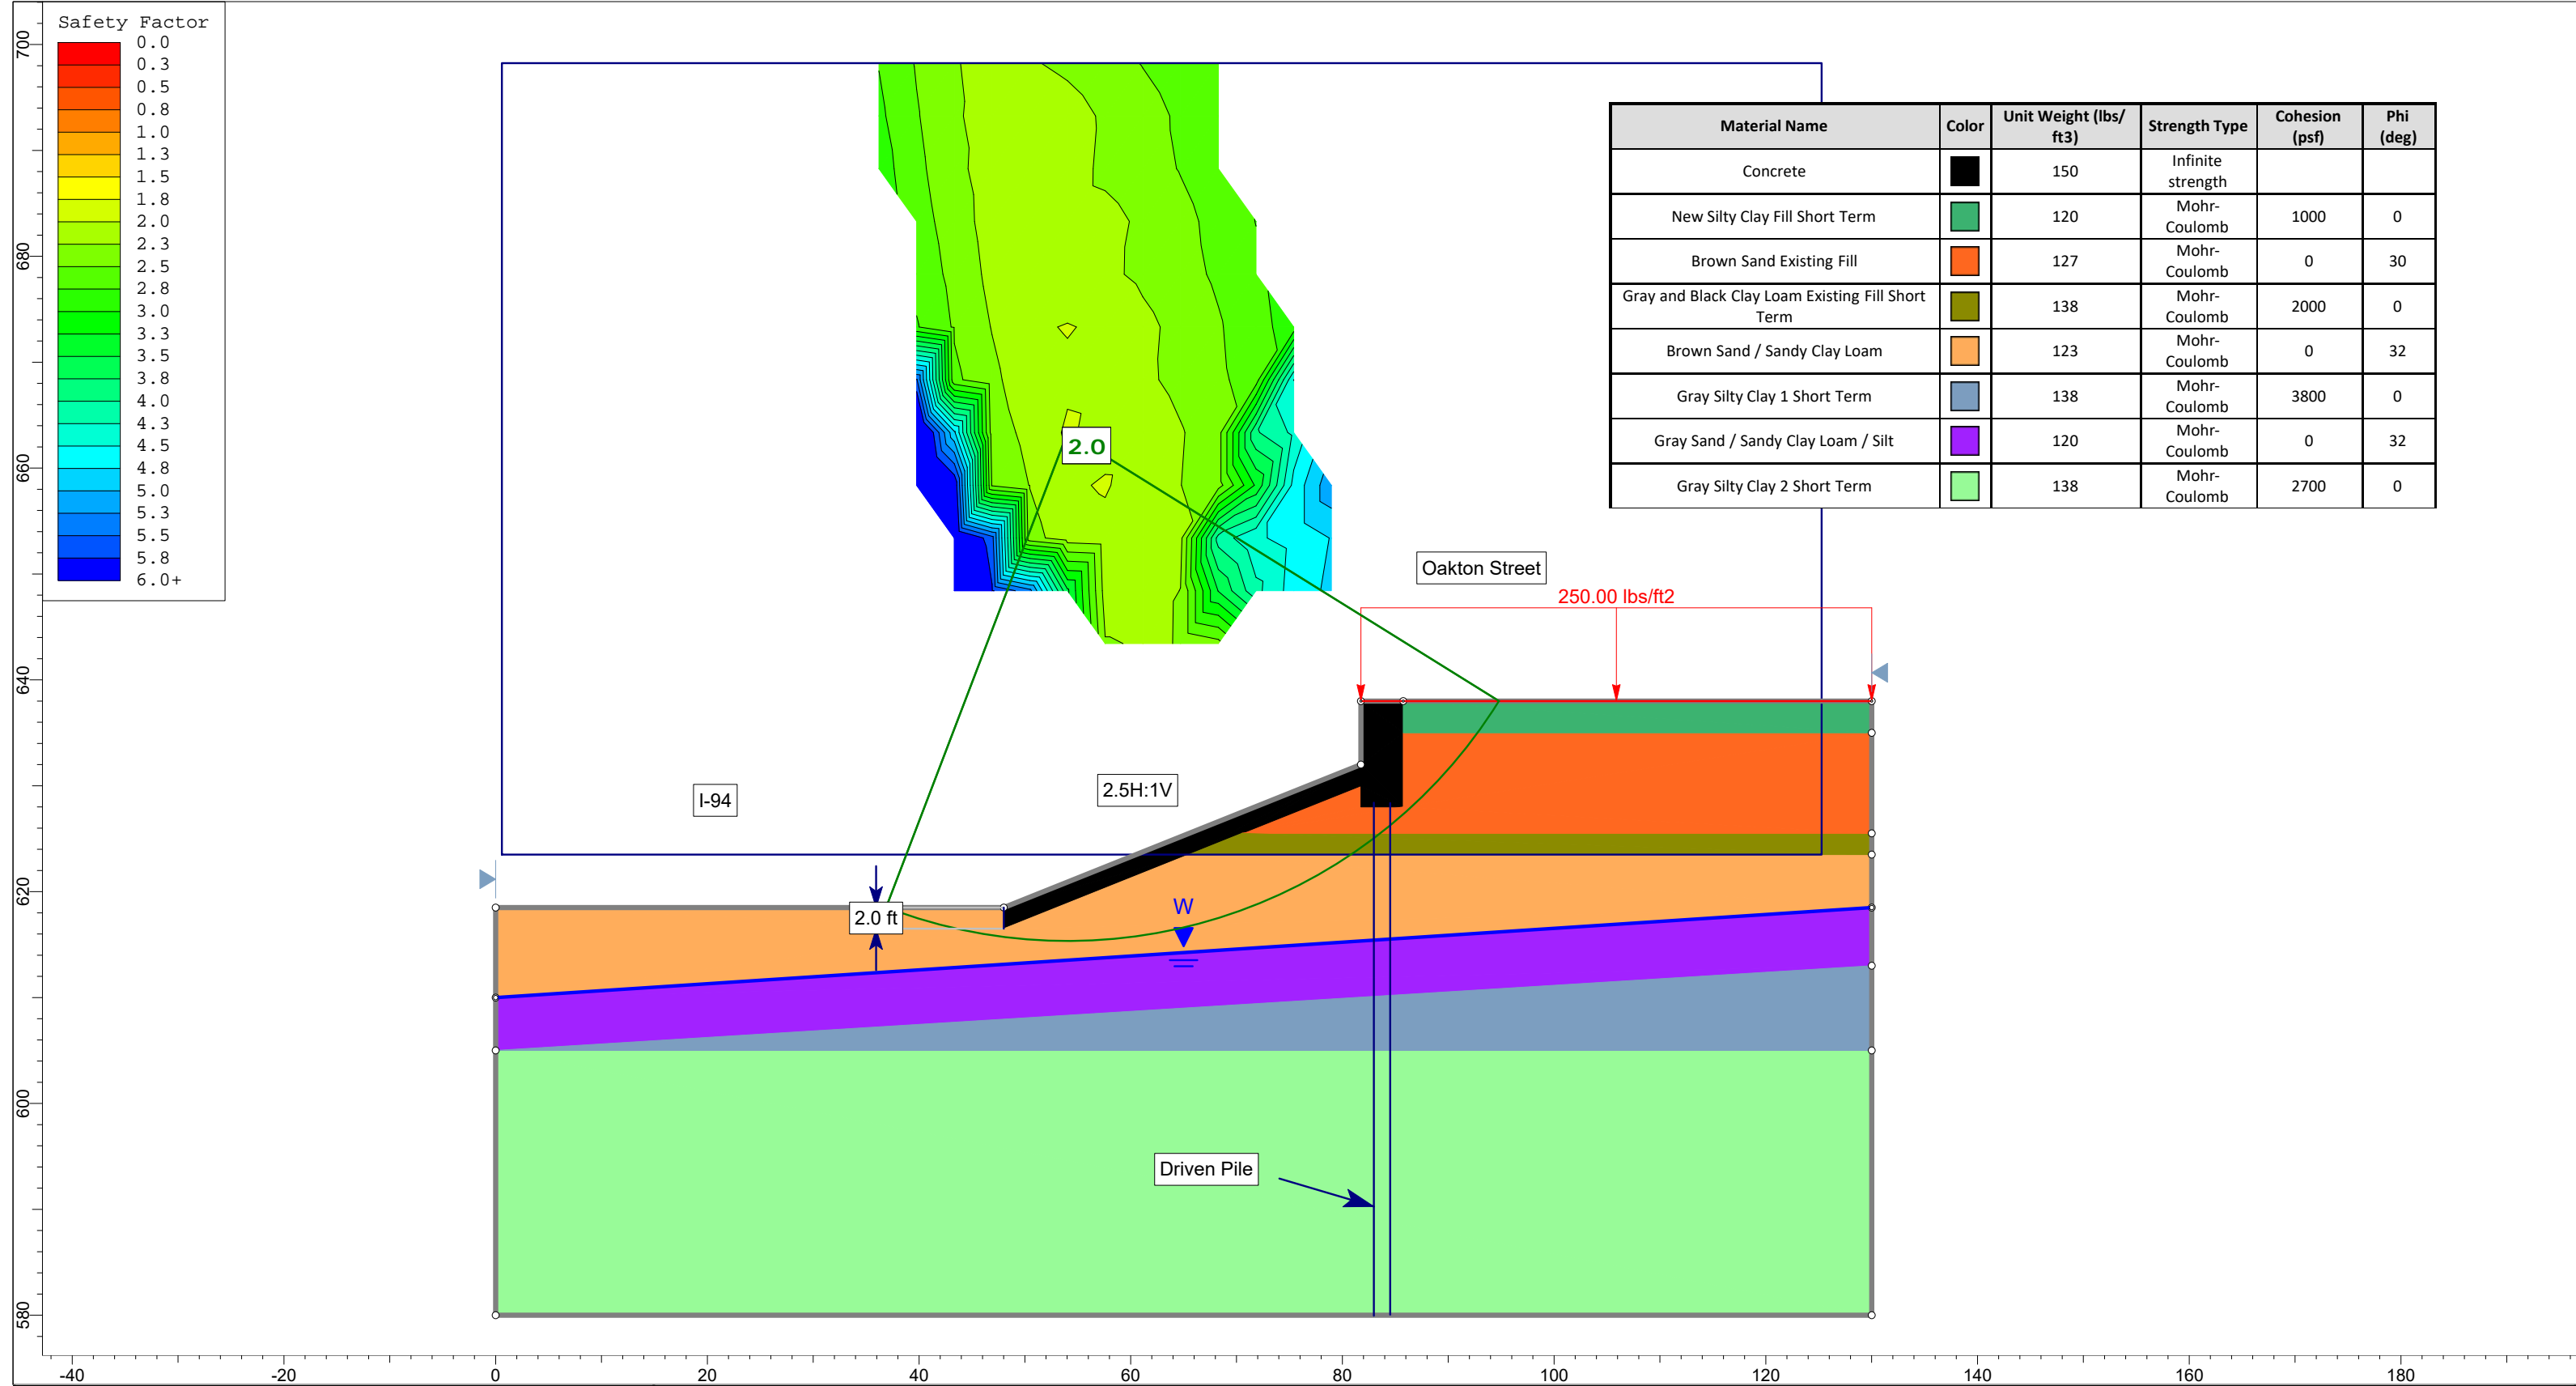 Safety Factor
0.0
0.3
0.5
0.8
1.0
1.3
1.5
1.8
2.0
2.3
2.5
2.8
3.0
3.3
3.5
3.8
4.0
4.3
4.5
4.8
5.0
5.3
5.5
5.8
6.0+
700
680
660
640
620
600
580
Material Name Color Unit Weight (lbs/ft3) Strength Type Cohesion (psf) Phi (deg)
Concrete 150 Infinite strength
New Silty Clay Fill Short Term 120 Mohr-Coulomb 1000 0
Brown Sand Existing Fill 127 Mohr-Coulomb 0 30
Gray and Black Clay Loam Existing Fill Short Term 138 Mohr-Coulomb 2000 0
Brown Sand / Sandy Clay Loam 123 Mohr-Coulomb 0 32
Gray Silty Clay 1 Short Term 138 Mohr-Coulomb 3800 0
Gray Sand / Sandy Clay Loam / Silt 120 Mohr-Coulomb 0 32
Gray Silty Clay 2 Short Term 138 Mohr-Coulomb 2700 0
2.0
Oakton Street
250.00 lbs/ft2
I-94
2.5H:1V
2.0 ft
W
Driven Pile
-40 -20 0 20 40 60 80 100 120 140 160 180